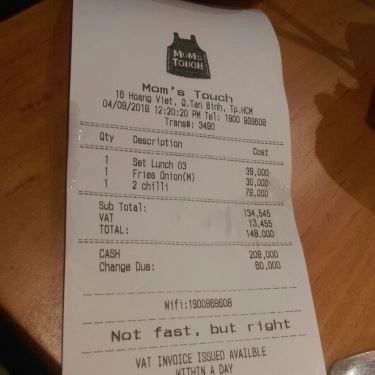 MOM'S
TOUCH
Mom's Touch
16 Hoang Viet, Q.Tan Binh, Tp.HCM
04/08/2018 12:20:20 PM Tel: 1900 969608
Trans#: 3490
Qty Description Cost
1 Set Lunch 03 39,000
1 Fries Onion(M) 30,000
1 2 chilli 79,000
Sub Total: 134,545
VAT 13,455
TOTAL: 148,000
CASH 208,000
Change Due: 60,000
Wifi:1900969608
Not fast, but right
VAT INVOICE ISSUED AVAILBLE
WITHIN A DAY